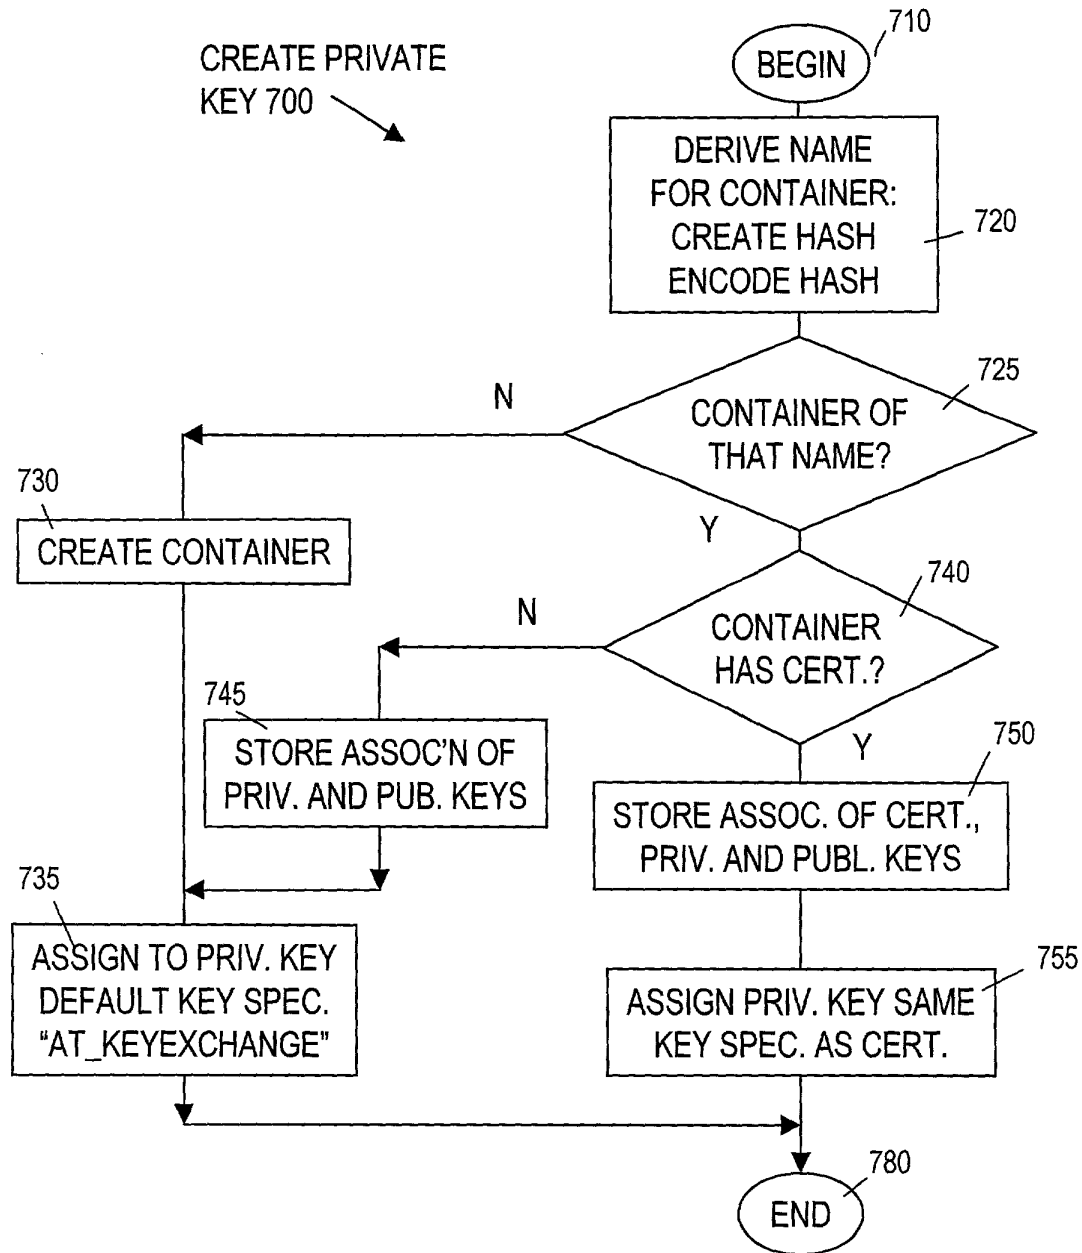 CREATE PRIVATE
KEY 700
710
BEGIN
DERIVE NAME
FOR CONTAINER:
CREATE HASH
ENCODE HASH
720
725
CONTAINER OF
THAT NAME?
N
Y
730
CREATE CONTAINER
740
CONTAINER
HAS CERT.?
N
Y
745
STORE ASSOC'N OF
PRIV. AND PUB. KEYS
750
STORE ASSOC. OF CERT.,
PRIV. AND PUBL. KEYS
735
ASSIGN TO PRIV. KEY
DEFAULT KEY SPEC.
“AT_KEYEXCHANGE”
755
ASSIGN PRIV. KEY SAME
KEY SPEC. AS CERT.
780
END